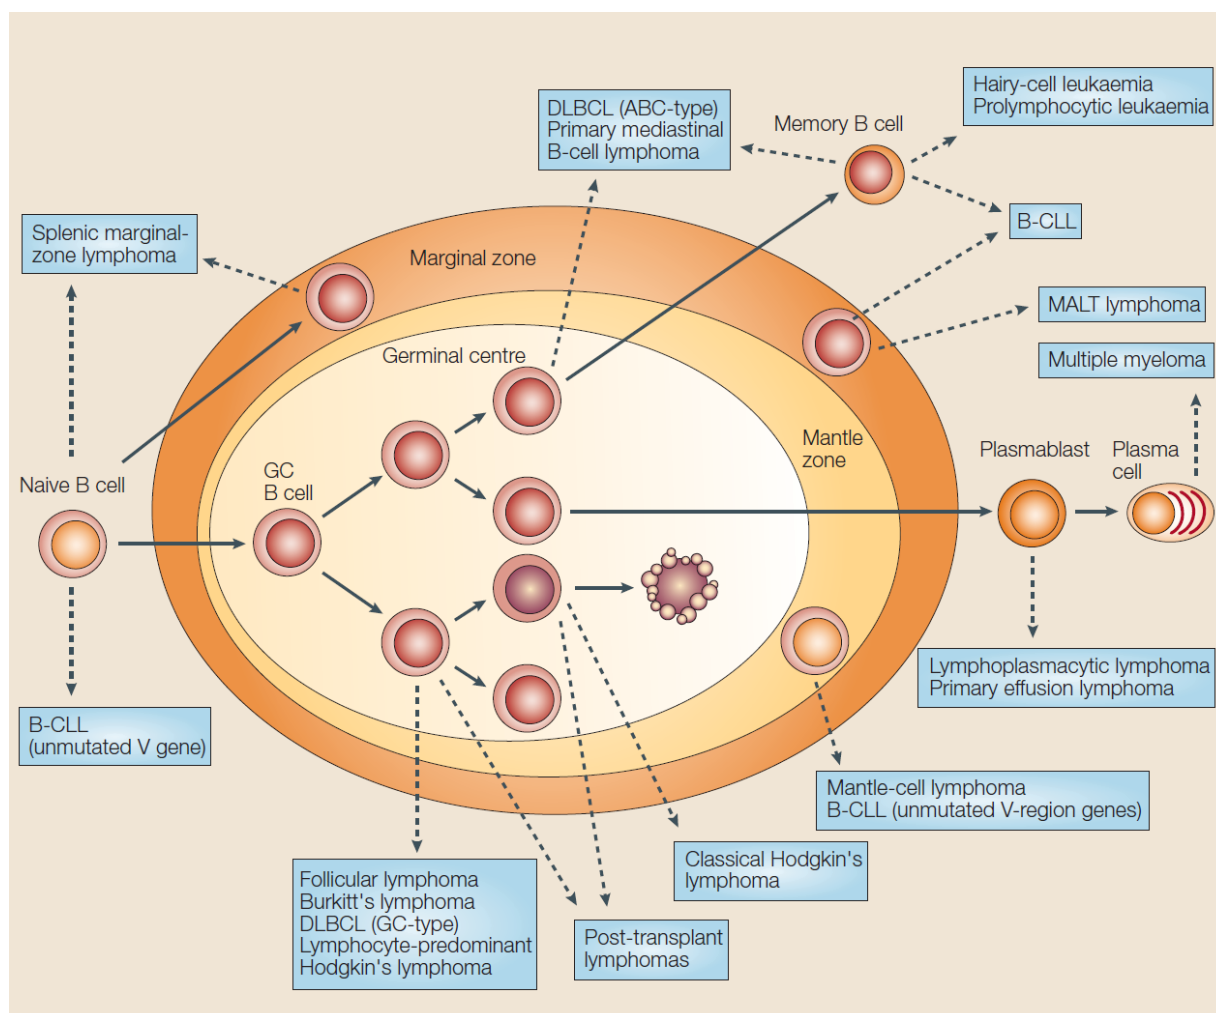 Hairy-cell leukaemia
Prolymphocytic leukaemia
DLBCL (ABC-type)
Primary mediastinal
B-cell lymphoma
Memory B cell
B-CLL
Splenic marginal-
zone lymphoma
Marginal zone
MALT lymphoma
Germinal centre
Multiple myeloma
Mantle
zone
Plasmablast
Plasma
cell
GC
B cell
Naive B cell
Lymphoplasmacytic lymphoma
Primary effusion lymphoma
B-CLL
(unmutated V gene)
Mantle-cell lymphoma
B-CLL (unmutated V-region genes)
Classical Hodgkin's
lymphoma
Follicular lymphoma
Burkitt's lymphoma
DLBCL (GC-type)
Lymphocyte-predominant
Hodgkin's lymphoma
Post-transplant
lymphomas